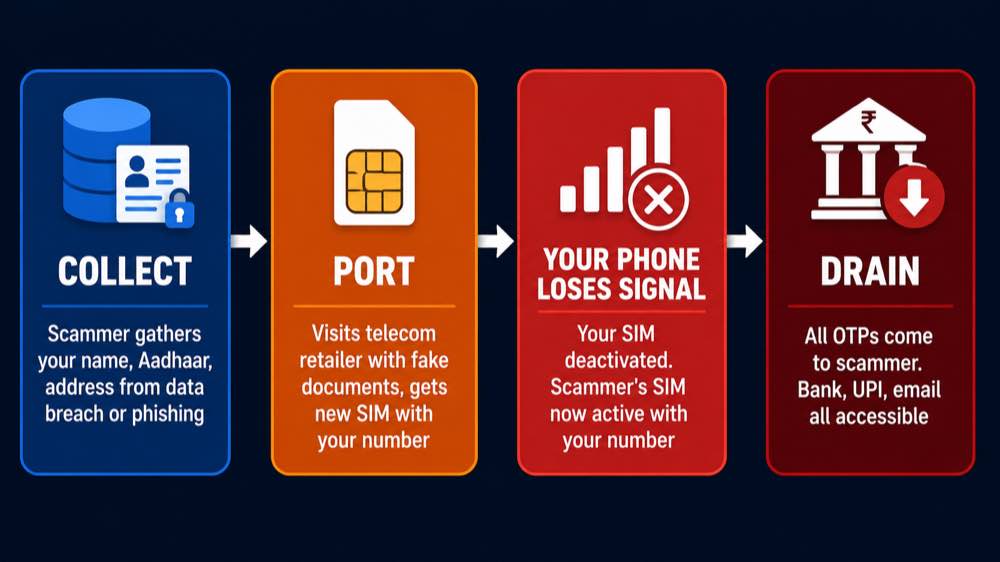 ₹
COLLECT
Scammer gathers
your name, Aadhaar,
address from data
breach or phishing
PORT
Visits telecom
retailer with fake
documents, gets
new SIM with
your number
YOUR PHONE
LOSES SIGNAL
Your SIM
deactivated.
Scammer's SIM
now active with
your number
DRAIN
All OTPs come
to scammer.
Bank, UPI, email
all accessible